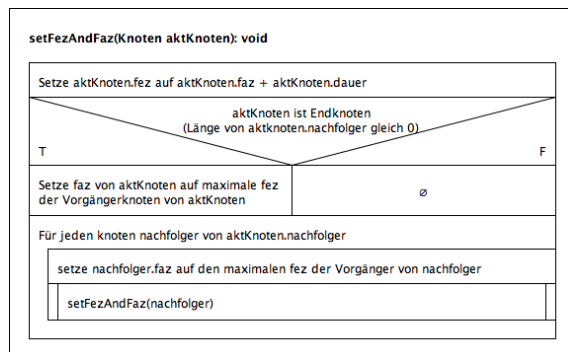 setFezAndFaz(Knoten aktKnoten): void
Setze aktKnoten.fez auf aktKnoten.faz + aktKnoten.dauer
aktKnoten ist Endknoten
(Länge von aktknoten.nachfolger gleich 0)
T
F
Setze faz von aktKnoten auf maximale fez
der Vorgängerknoten von aktKnoten
ø
Für jeden knoten nachfolger von aktKnoten.nachfolger
setze nachfolger.faz auf den maximalen fez der Vorgänger von nachfolger
setFezAndFaz(nachfolger)